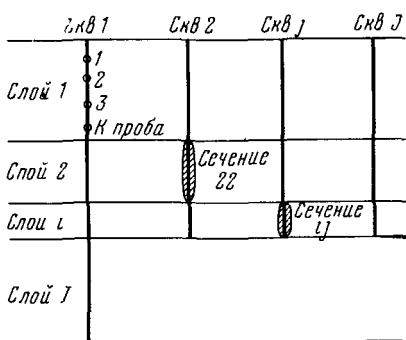 Скв 1 Скв 2 Скв j Скв J
Слой 1
1
2
3
К проба
Слой 2
Сечение
22
Слои i
Сечение
ij
Слой I